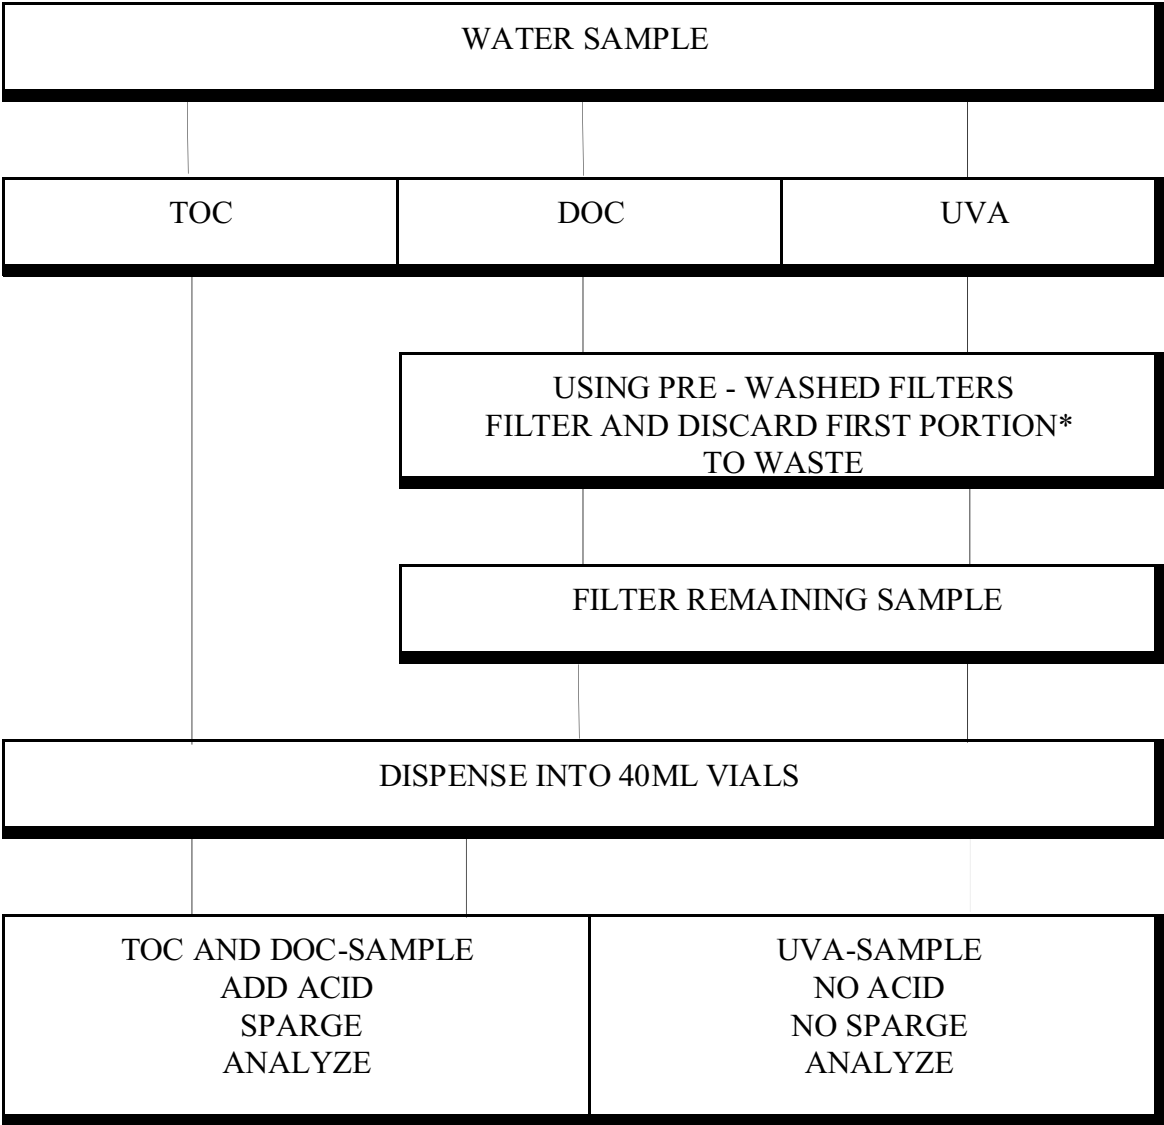 WATER SAMPLE
TOC
DOC
UVA
USING PRE - WASHED FILTERS
FILTER AND DISCARD FIRST PORTION*
TO WASTE
FILTER REMAINING SAMPLE
DISPENSE INTO 40ML VIALS
TOC AND DOC-SAMPLE
ADD ACID
SPARGE
ANALYZE
UVA-SAMPLE
NO ACID
NO SPARGE
ANALYZE